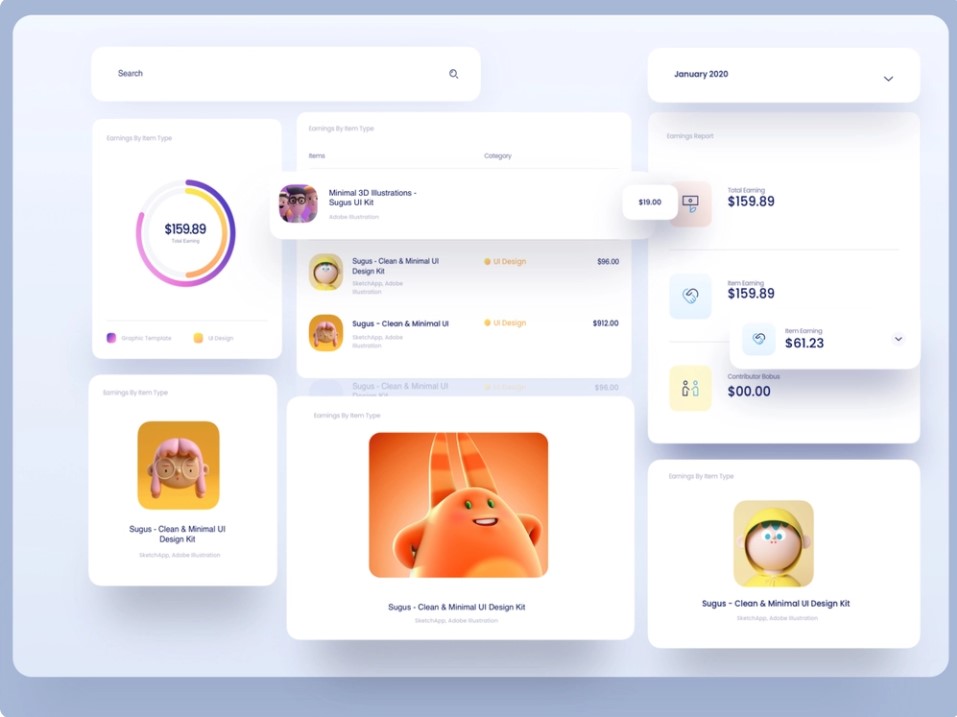 Search
January 2020
Earnings By Item Type
$159.89
Total Earning
Graphic Template
UI Design
Earnings By Item Type
Items
Category
Minimal 3D Illustrations -
Sugus UI Kit
Adobe Illustration
$19.00
Sugus - Clean & Minimal UI
Design Kit
SketchApp, Adobe
Illustration
UI Design
$96.00
Sugus - Clean & Minimal UI
SketchApp, Adobe
Illustration
UI Design
$912.00
Sugus - Clean & Minimal UI
UI Design
$96.00
Earnings Report
Total Earning
$159.89
Item Earning
$159.89
Item Earning
$61.23
Contributor Bobus
$00.00
Earnings By Item Type
Sugus - Clean & Minimal UI
Design Kit
SketchApp, Adobe Illustration
Earnings By Item Type
Sugus - Clean & Minimal UI Design Kit
SketchApp, Adobe Illustration
Earnings By Item Type
Sugus - Clean & Minimal UI Design Kit
SketchApp, Adobe Illustration